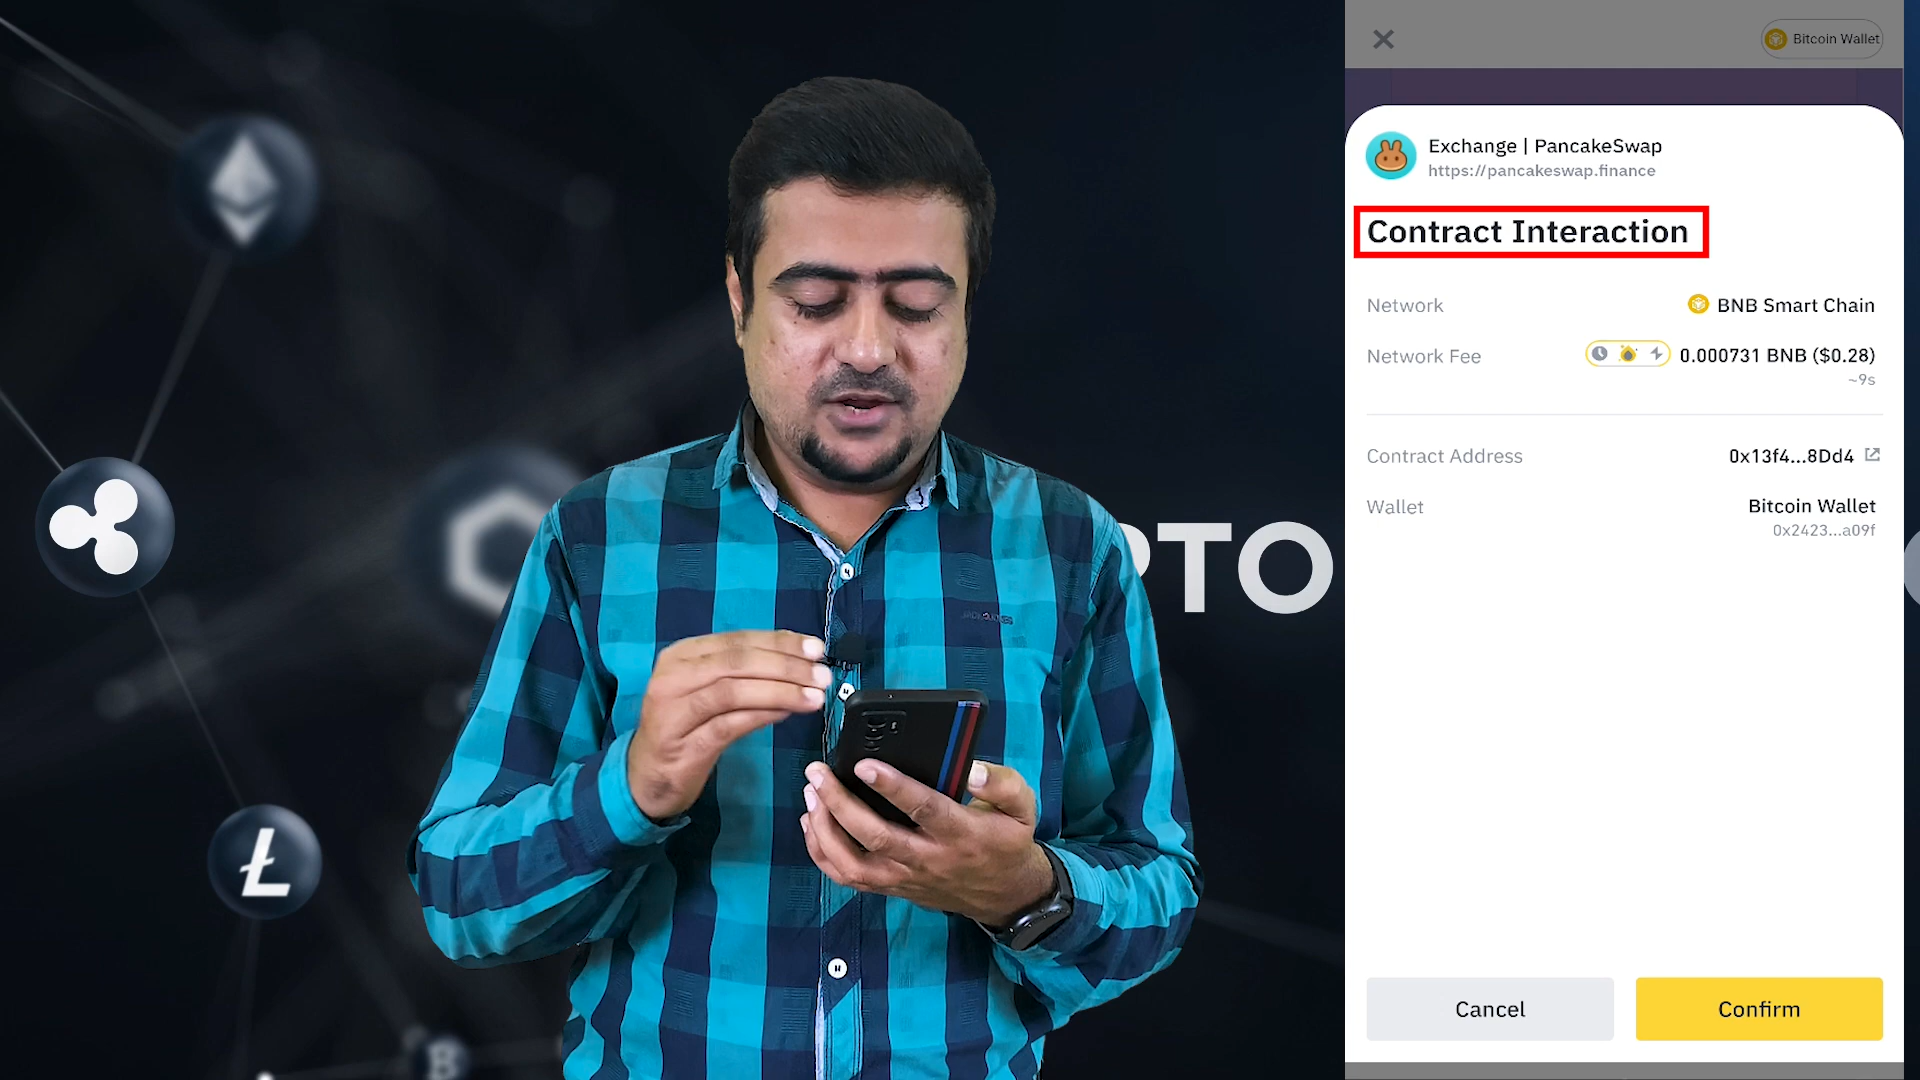 Bitcoin Wallet
Exchange | PancakeSwap
https://pancakeswap.finance
Contract Interaction
Network
BNB Smart Chain
Network Fee
0.000731 BNB ($0.28)
~9s
Contract Address
0x13f4...8Dd4
Wallet
Bitcoin Wallet
0x2423...a09f
PTO
Cancel
Confirm